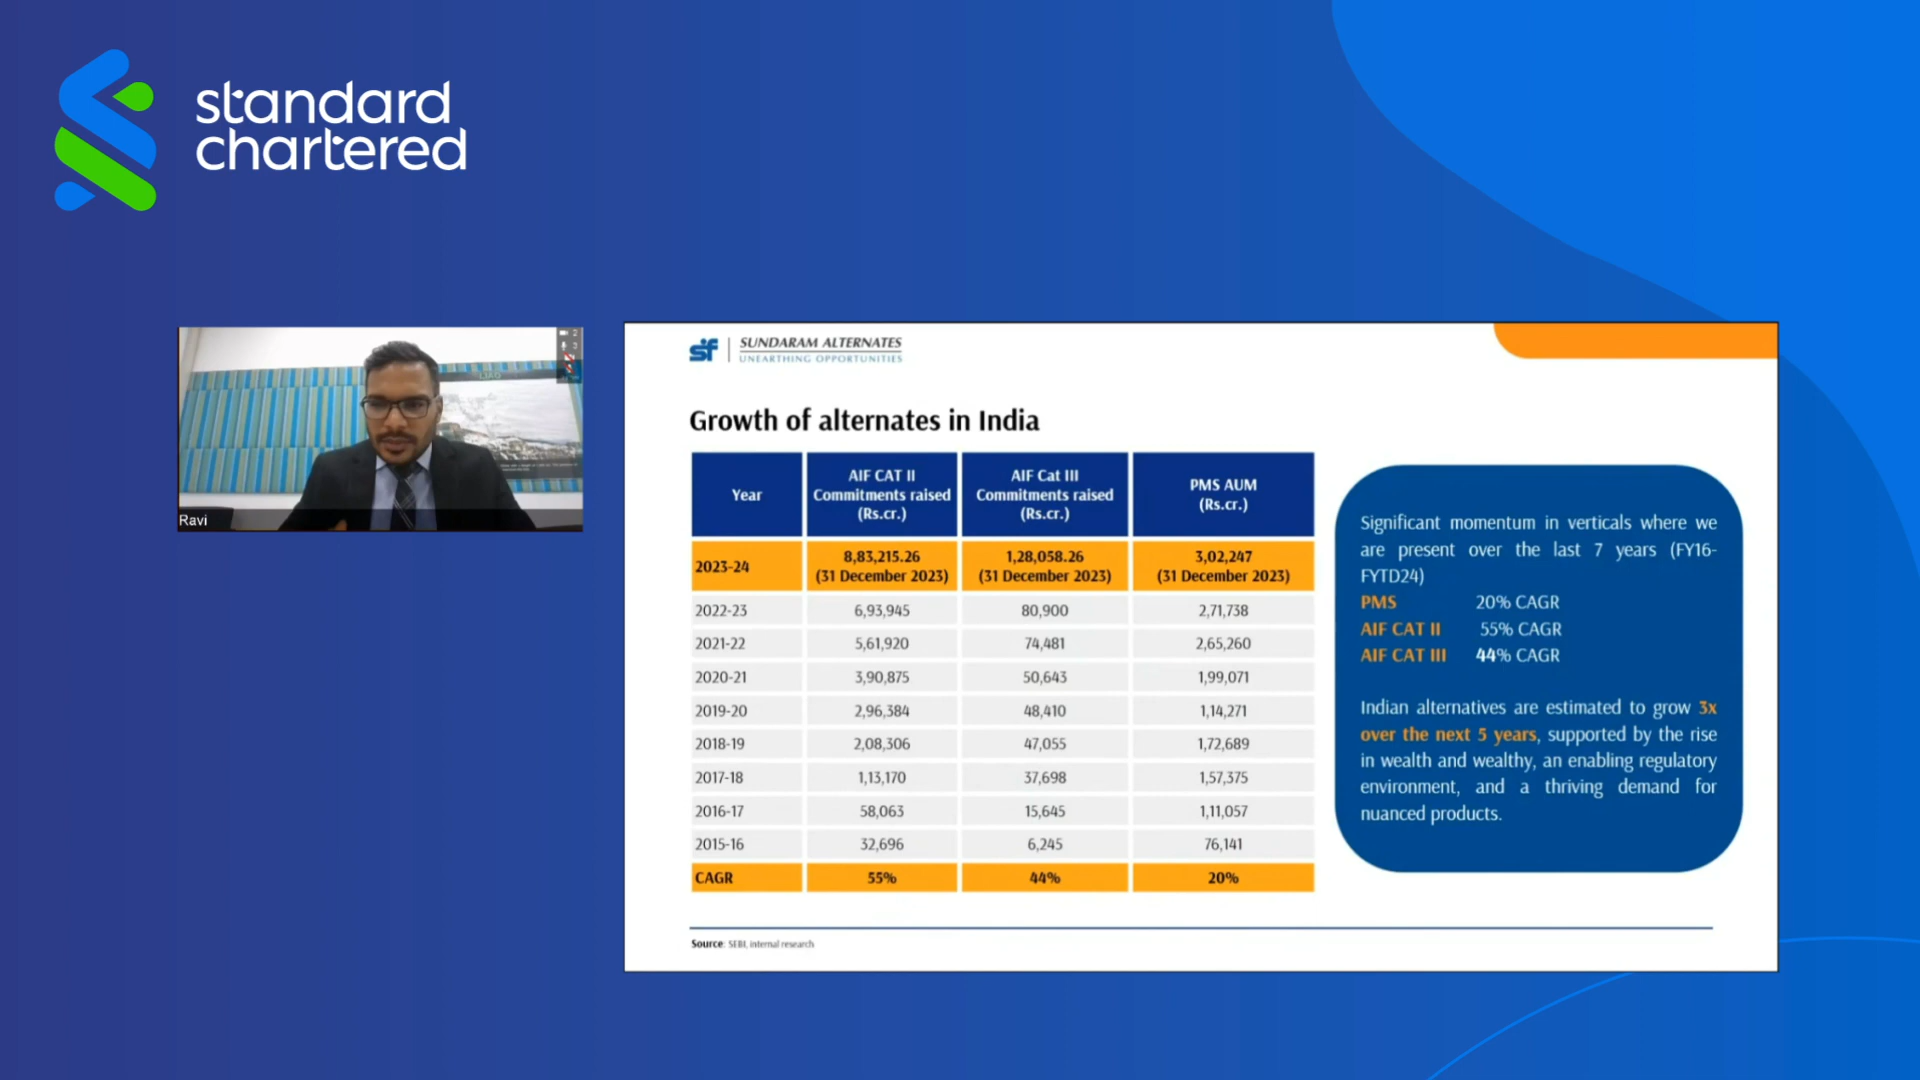 standard
chartered
Ravi
SUNDARAM ALTERNATES
UNEARTHING OPPORTUNITIES
Growth of alternates in India
Year AIF CAT II Commitments raised (Rs.cr.) AIF Cat III Commitments raised (Rs.cr.) PMS AUM (Rs.cr.)
2023-24 8,83,215.26 (31 December 2023) 1,28,058.26 (31 December 2023) 3,02,247 (31 December 2023)
2022-23 6,93,945 80,900 2,71,738
2021-22 5,61,920 74,481 2,65,260
2020-21 3,90,875 50,643 1,99,071
2019-20 2,96,384 48,410 1,14,271
2018-19 2,08,306 47,055 1,72,689
2017-18 1,13,170 37,698 1,57,375
2016-17 58,063 15,645 1,11,057
2015-16 32,696 6,245 76,141
CAGR 55% 44% 20%
Significant momentum in verticals where we
are present over the last 7 years (FY16-
FYTD24)
PMS 20% CAGR
AIF CAT II 55% CAGR
AIF CAT III 44% CAGR
Indian alternatives are estimated to grow 3x
over the next 5 years, supported by the rise
in wealth and wealthy, an enabling regulatory
environment, and a thriving demand for
nuanced products.
Source: SEBI, internal research